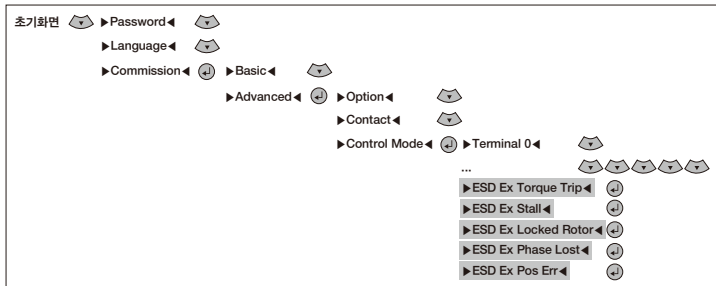 초기화면 ▶Password◀
▶Language◀
▶Commission◀ ▶Basic◀
▶Advanced◀ ▶Option◀
▶Contact◀
▶Control Mode◀ ▶Terminal 0◀
...
▶ESD Ex Torque Trip◀
▶ESD Ex Stall◀
▶ESD Ex Locked Rotor◀
▶ESD Ex Phase Lost◀
▶ESD Ex Pos Err◀